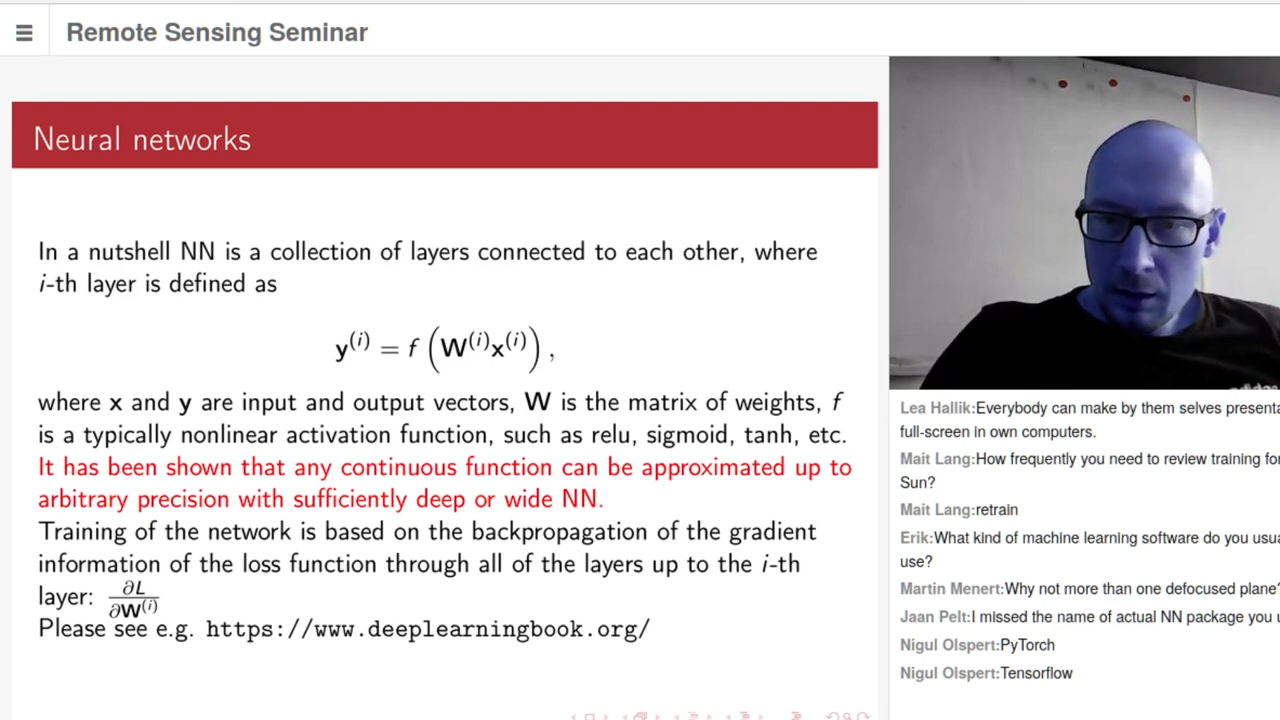 Remote Sensing Seminar
Neural networks
In a nutshell NN is a collection of layers connected to each other, where
i-th layer is defined as
y^(i) = f (W^(i)x^(i)),
where x and y are input and output vectors, W is the matrix of weights, f
is a typically nonlinear activation function, such as relu, sigmoid, tanh, etc.
It has been shown that any continuous function can be approximated up to
arbitrary precision with sufficiently deep or wide NN.
Training of the network is based on the backpropagation of the gradient
information of the loss function through all of the layers up to the i-th
layer: ∂L/∂W^(i)
Please see e.g. https://www.deeplearningbook.org/
Lea Hallik:Everybody can make by them selves
full-screen in own computers.
Mait Lang:How frequently you need to review training
Sun?
Mait Lang:retrain
Erik:What kind of machine learning software do you
use?
Martin Menert:Why not more than one defocused plane?
Jaan Pelt:I missed the name of actual NN package you
Nigul Olspert:PyTorch
Nigul Olspert:Tensorflow